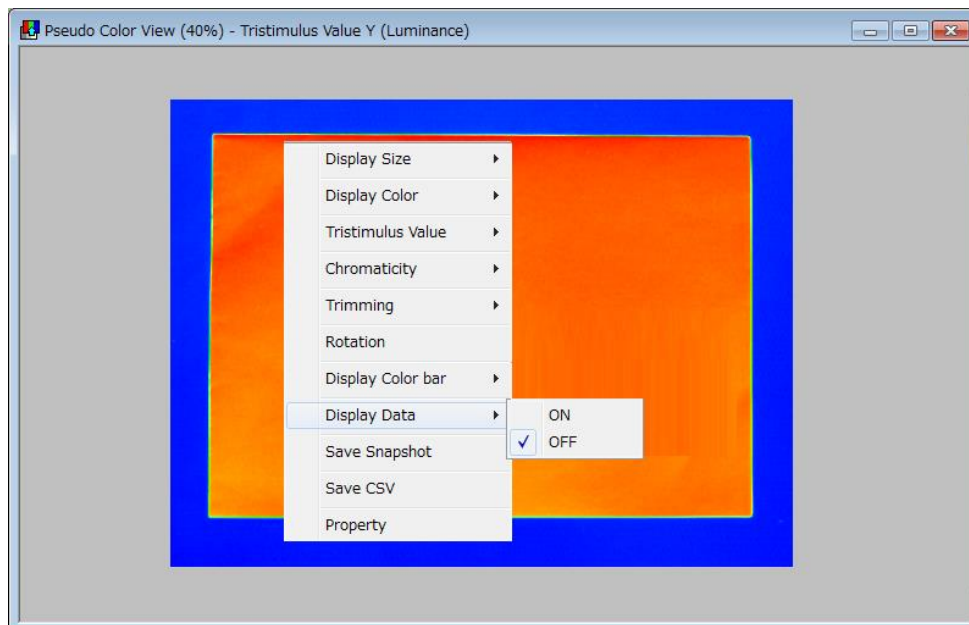 Pseudo Color View (40%) - Tristimulus Value Y (Luminance)
Display Size
Display Color
Tristimulus Value
Chromaticity
Trimming
Rotation
Display Color bar
Display Data
ON
OFF
Save Snapshot
Save CSV
Property